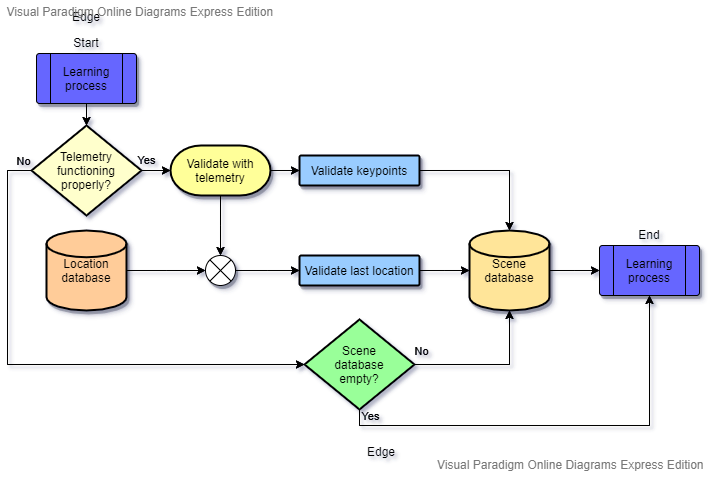 Visual Paradigm Online Diagrams Express Edition
Edge
Start
Learning
process
No
Telemetry
functioning
properly?
Yes
Validate with
telemetry
Validate keypoints
Location
database
Validate last location
Scene
database
End
Learning
process
Scene
database
empty?
No
Yes
Edge
Visual Paradigm Online Diagrams Express Edition